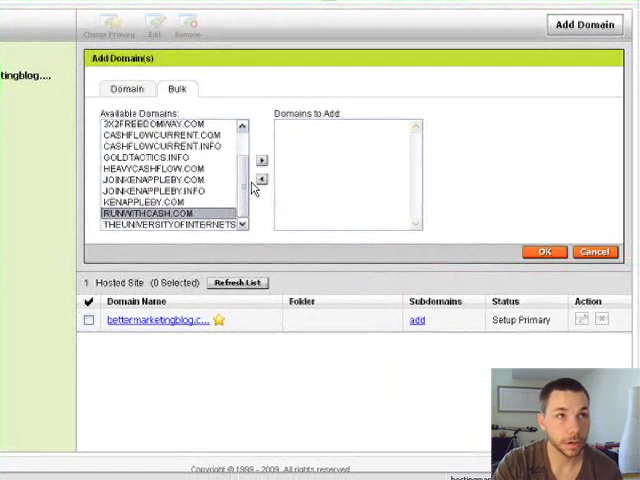 Change Primary Edit Remove
Add Domain
tingblog....
Add Domain(s)
Domain Bulk
Available Domains:
Domains to Add:
3X2FREEDOMWAY.COM
CASHFLOWCURRENT.COM
CASHFLOWCURRENT.INFO
GOLDTACTICS.INFO
HEAVYCASHFLOW.COM
JOINKENAPPLEBY.COM
JOINKENAPPLEBY.INFO
KENAPPLEBY.COM
RUNWITHCASH.COM
THEUNIVERSITYOFINTERNETS
OK Cancel
1 Hosted Site (0 Selected) Refresh List
Domain Name Folder Subdomains Status Action
bettermarketingblog.c... add Setup Primary
Copyright © 1999 - 2009. All rights reserved.